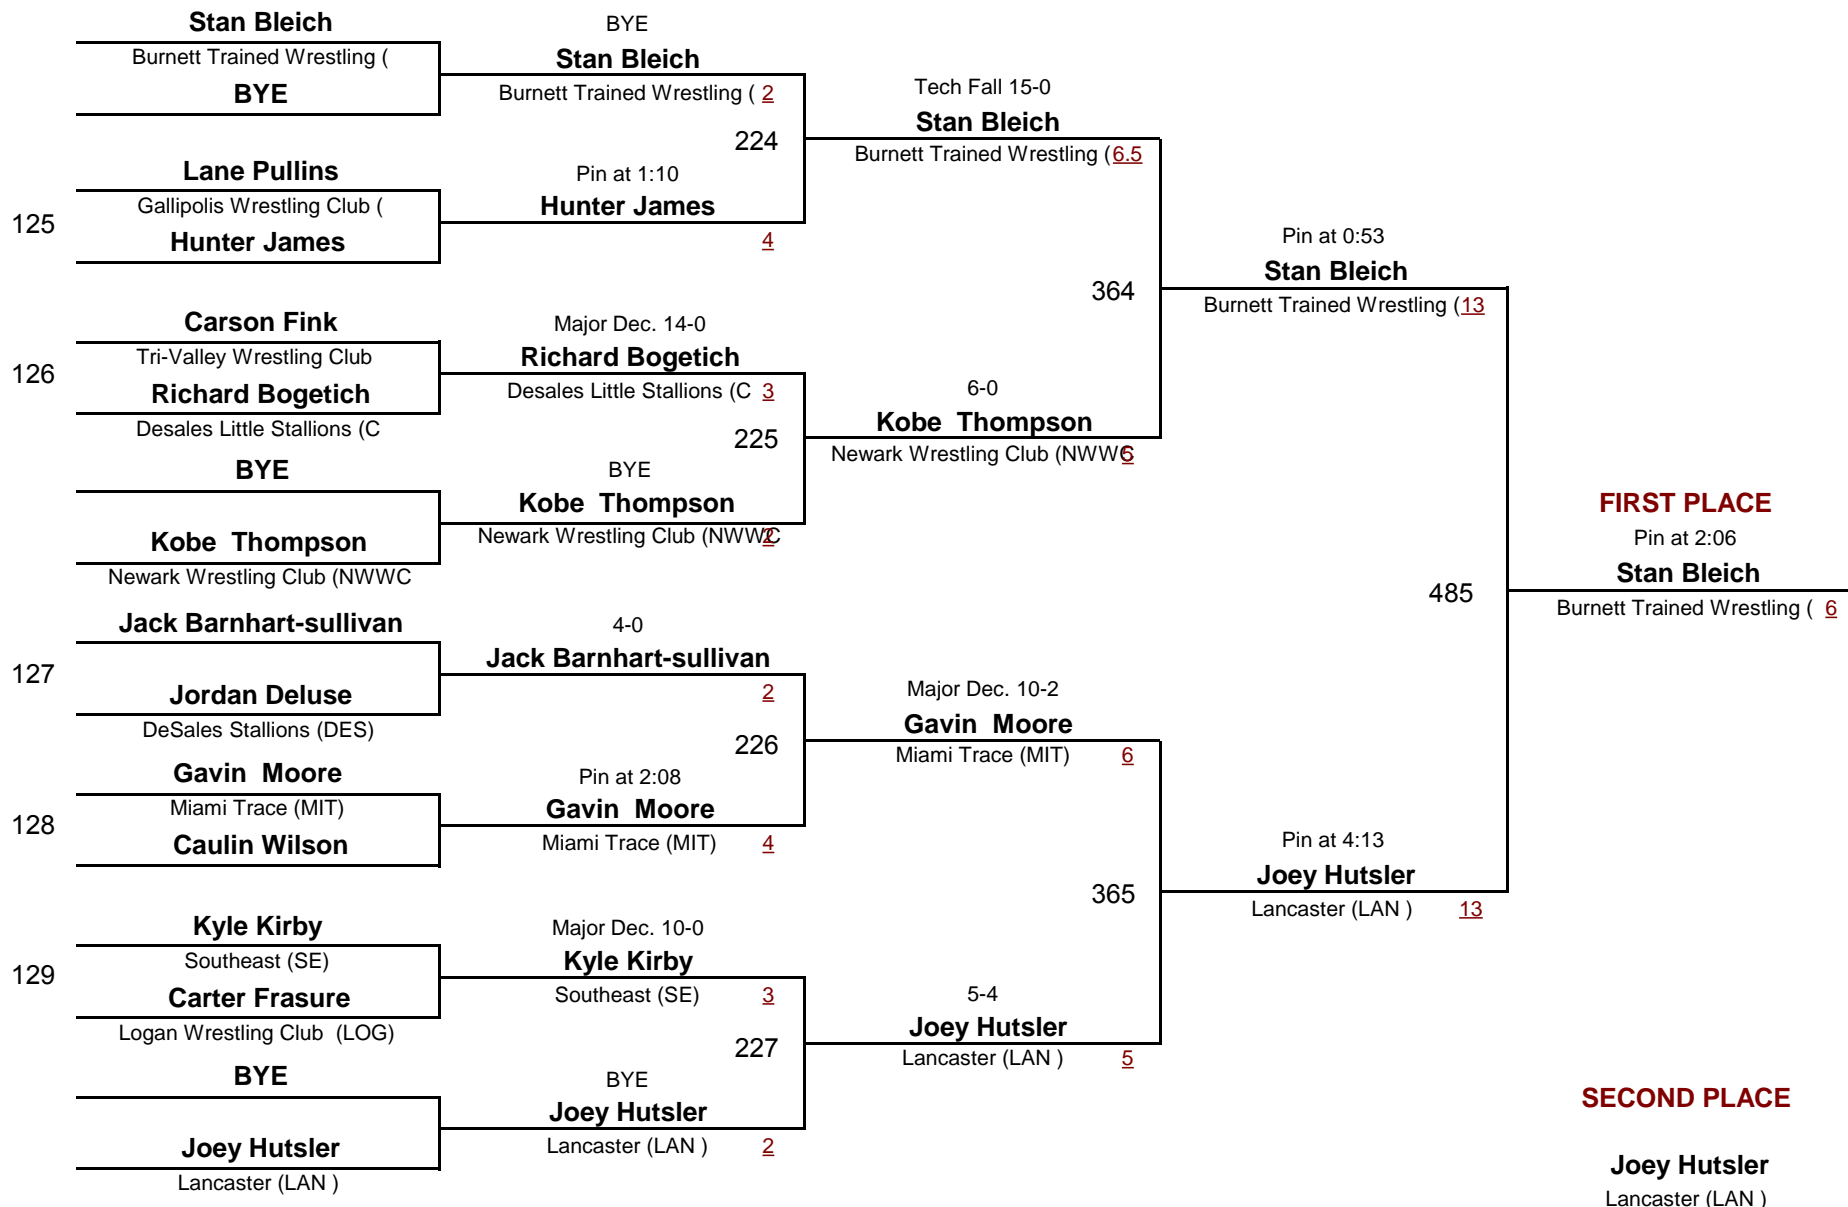 Stan Bleich
Burnett Trained Wrestling (
BYE
125
Lane Pullins
Gallipolis Wrestling Club (
Hunter James
126
Carson Fink
Tri-Valley Wrestling Club
Richard Bogetich
Desales Little Stallions (C
BYE
Kobe Thompson
Newark Wrestling Club (NWWC
127
Jack Barnhart-sullivan
Jordan Deluse
DeSales Stallions (DES)
128
Gavin Moore
Miami Trace (MIT)
Caulin Wilson
129
Kyle Kirby
Southeast (SE)
Carter Frasure
Logan Wrestling Club (LOG)
BYE
Joey Hutsler
Lancaster (LAN )
BYE
Stan Bleich
Burnett Trained Wrestling ( 2
224
Pin at 1:10
Hunter James
4
Major Dec. 14-0
Richard Bogetich
Desales Little Stallions (C 3
225
BYE
Kobe Thompson
Newark Wrestling Club (NWWC 2
4-0
Jack Barnhart-sullivan
2
226
Pin at 2:08
Gavin Moore
Miami Trace (MIT) 4
Major Dec. 10-0
Kyle Kirby
Southeast (SE) 3
227
BYE
Joey Hutsler
Lancaster (LAN ) 2
Tech Fall 15-0
Stan Bleich
Burnett Trained Wrestling ( 6.5
364
6-0
Kobe Thompson
Newark Wrestling Club (NWWC
Major Dec. 10-2
Gavin Moore
Miami Trace (MIT) 6
365
5-4
Joey Hutsler
Lancaster (LAN ) 5
Pin at 0:53
Stan Bleich
Burnett Trained Wrestling ( 13
485
Pin at 4:13
Joey Hutsler
Lancaster (LAN ) 13
FIRST PLACE
Pin at 2:06
Stan Bleich
Burnett Trained Wrestling ( 6
SECOND PLACE
Joey Hutsler
Lancaster (LAN )